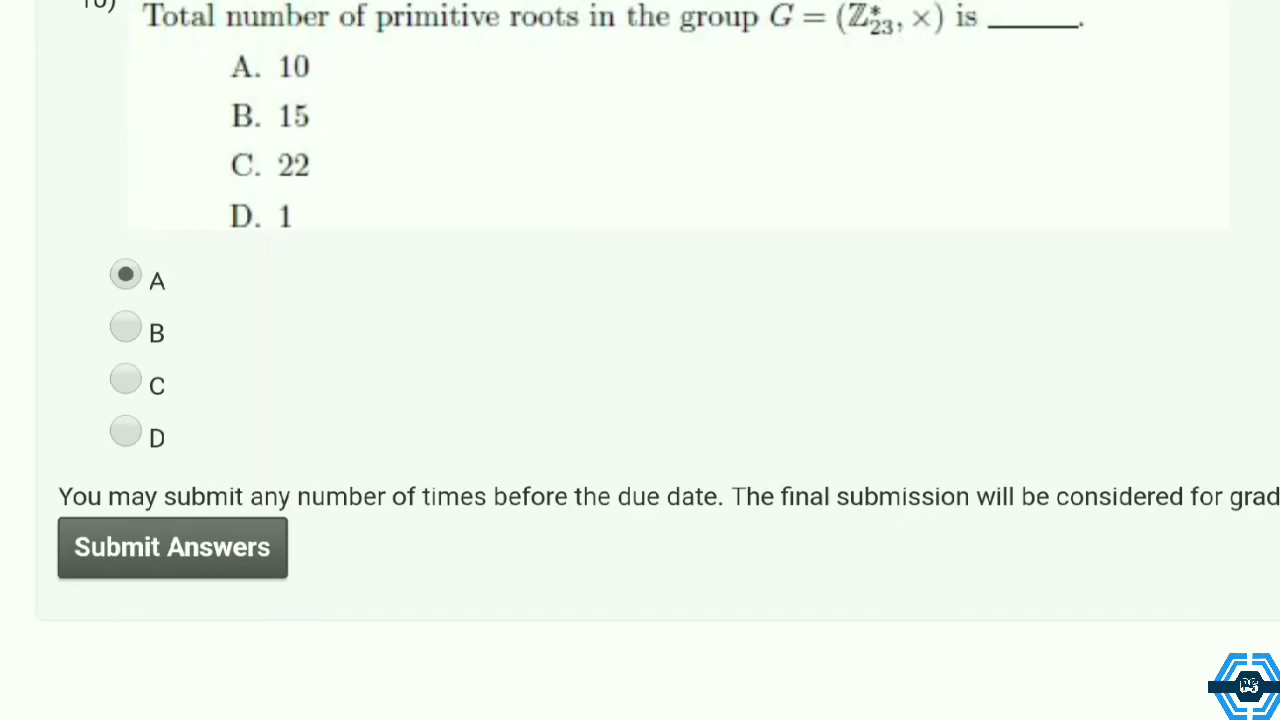 Total number of primitive roots in the group G = (ℤ*₂₃, ×) is ______.
A. 10
B. 15
C. 22
D. 1
A
B
C
D
You may submit any number of times before the due date. The final submission will be considered for grad
Submit Answers